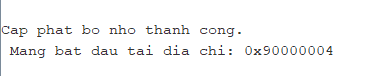 Cap phat bo nho thanh cong.
Mang bat dau tai dia chi: 0x90000004